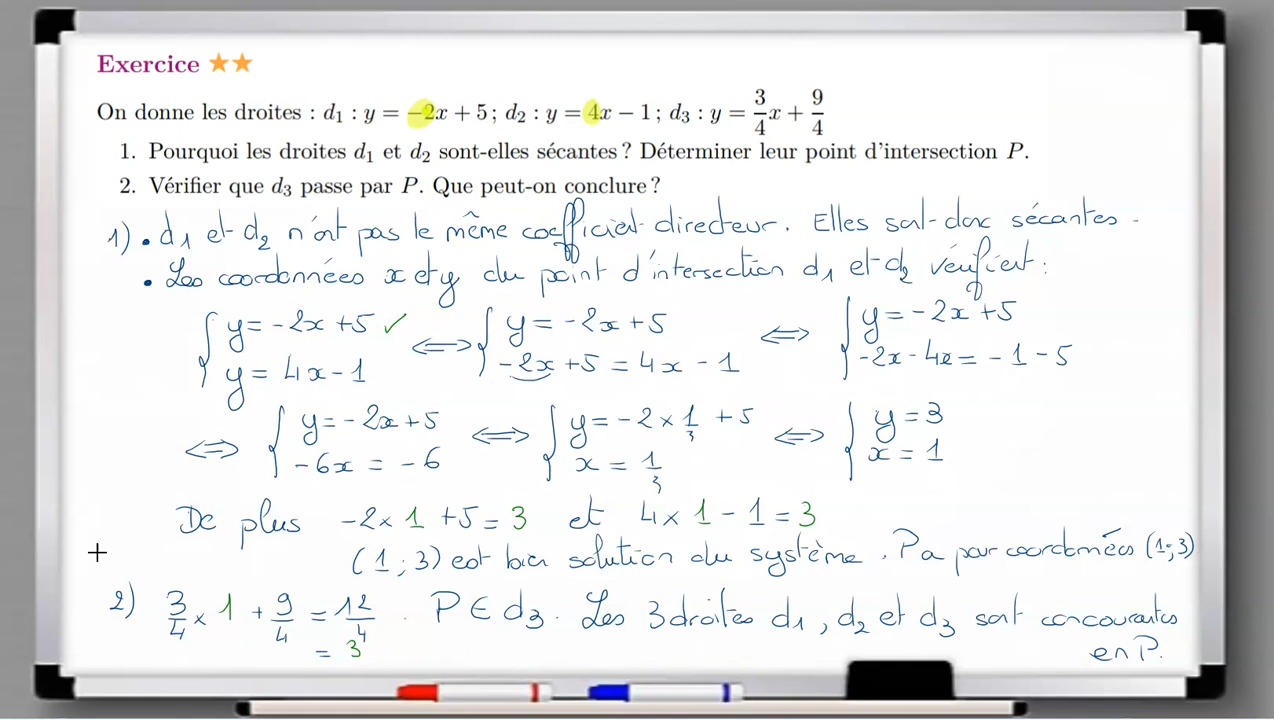 Exercice ★★
On donne les droites : d₁ : y = −2x + 5 ; d₂ : y = 4x − 1 ; d₃ : y = 3/4 x + 9/4
1. Pourquoi les droites d₁ et d₂ sont-elles sécantes ? Déterminer leur point d'intersection P.
2. Vérifier que d₃ passe par P. Que peut-on conclure ?
1) • d₁ et d₂ n'ont pas le même coefficient directeur. Elles sont donc sécantes.
• Les coordonnées x et y du point d'intersection d₁ et d₂ vérifient :
{ y = -2x + 5 ✓ ⇔ { y = -2x + 5 ⇔ { y = -2x + 5
y = 4x - 1 -2x + 5 = 4x - 1 -2x - 4x = -1 - 5
⇔ { y = -2x + 5 ⇔ { y = -2 × 1/3 + 5 ⇔ { y = 3
-6x = -6 x = 1/3 x = 1
De plus -2 × 1 + 5 = 3 et 4 × 1 - 1 = 3
(1 ; 3) est bien solution du système. P a pour coordonnées (1 ; 3)
2) 3/4 × 1 + 9/4 = 12/4 . P ∈ d₃. Les 3 droites d₁, d₂ et d₃ sont concourantes
= 3 en P.